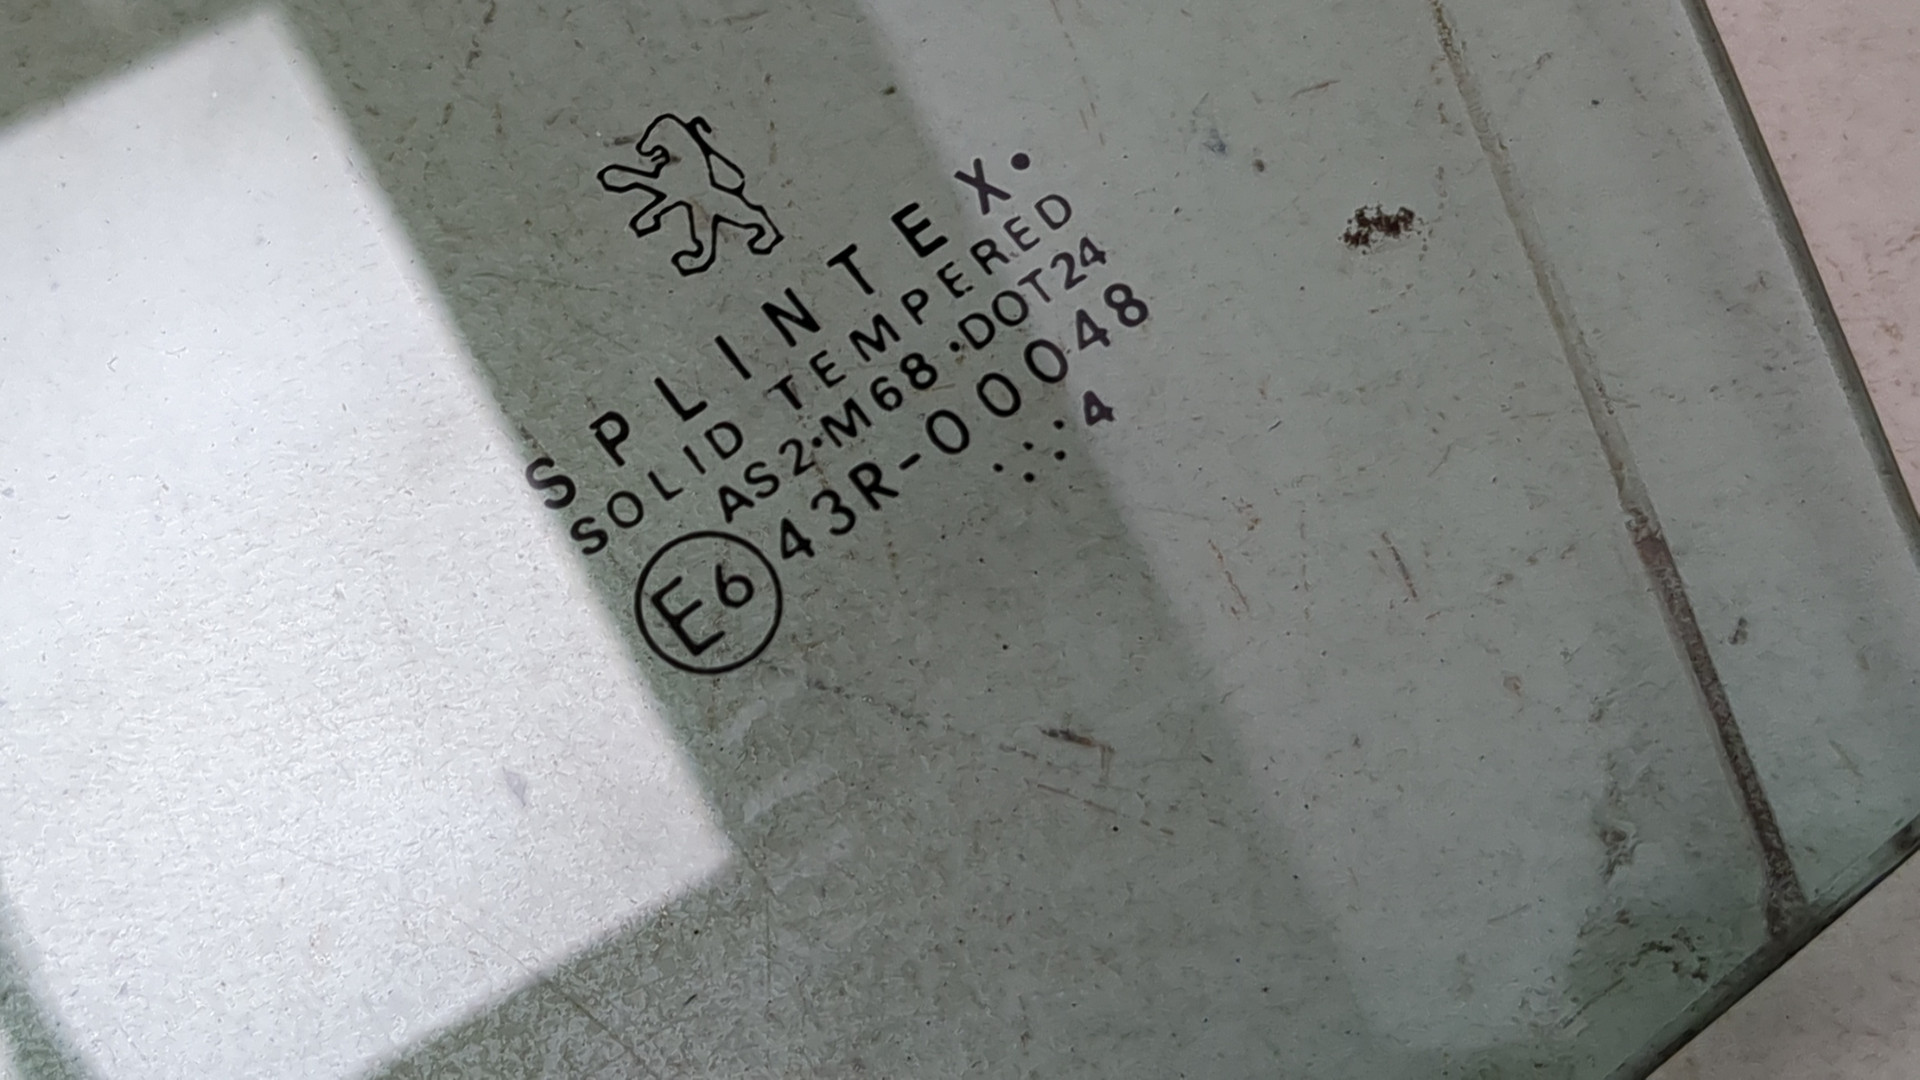 SPLINTEX•
SOLID TEMPERED
AS2·M68·DOT24
E6 43R-00048
.:·:4